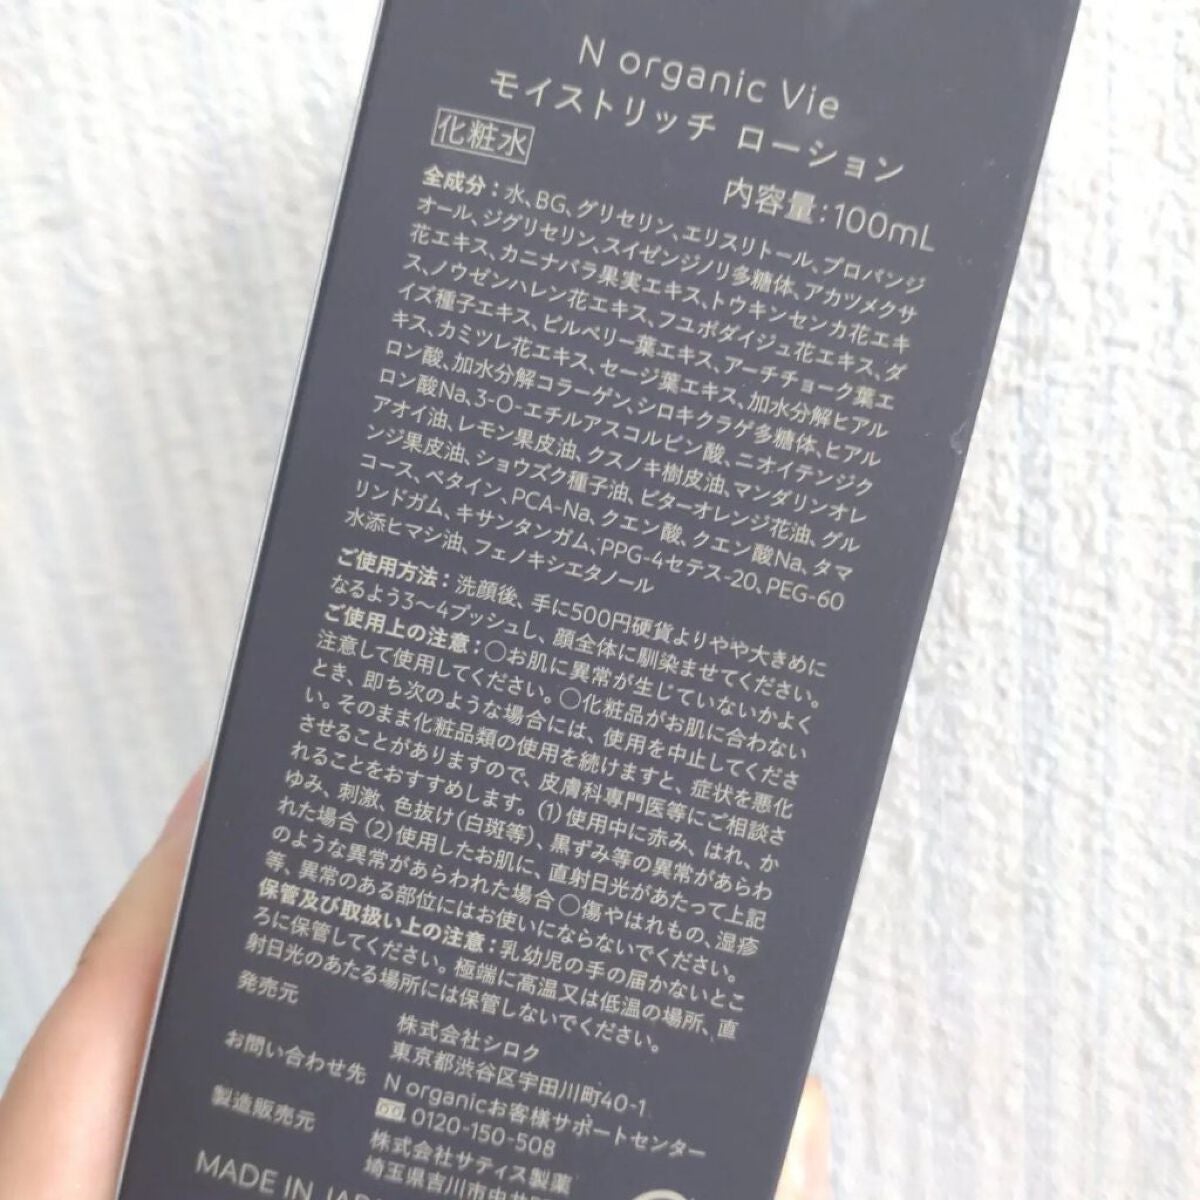 N organic Vie
モイストリッチ ローション
化粧水
内容量：100mL
全成分：水、BG、グリセリン、エリスリトール、プロパンジ
オール、ジグリセリン、スイゼンジノリ多糖体、アカツメクサ
花エキス、カニナバラ果実エキス、トウキンセンカ花エキ
ス、ノウゼンハレン花エキス、フユボダイジュ花エキス、ダ
イズ種子エキス、ビルベリー葉エキス、アーチチョーク葉エ
キス、カミツレ花エキス、セージ葉エキス、加水分解ヒアル
ロン酸、加水分解コラーゲン、シロキクラゲ多糖体、ヒアル
ロン酸Na、3-O-エチルアスコルビン酸、ニオイテンジク
アオイ油、レモン果皮油、クスノキ樹皮油、マンダリンオレ
ンジ果皮油、ショウズク種子油、ビターオレンジ花油、グル
コース、ベタイン、PCA-Na、クエン酸、クエン酸Na、タマ
リンドガム、キサンタンガム、PPG-4セテス-20、PEG-60
水添ヒマシ油、フェノキシエタノール
ご使用方法：洗顔後、手に500円硬貨よりやや大きめに
なるよう3〜4プッシュし、顔全体に馴染ませてください。
ご使用上の注意：○お肌に異常が生じていないかよく
注意して使用してください。○化粧品がお肌に合わない
とき、即ち次のような場合には、使用を中止してくださ
い。そのまま化粧品類の使用を続けますと、症状を悪化
させることがありますので、皮膚科専門医等にご相談さ
れることをおすすめします。(1)使用中に赤み、はれ、か
ゆみ、刺激、色抜け(白斑等)、黒ずみ等の異常があらわ
れた場合 (2)使用したお肌に、直射日光があたって上記
のような異常があらわれた場合 ○傷やはれもの、湿疹
等、異常のある部位にはお使いにならないでください。
保管及び取扱い上の注意：乳幼児の手の届かないとこ
ろに保管してください。極端に高温又は低温の場所、直
射日光のあたる場所には保管しないでください。
発売元
株式会社シロク
東京都渋谷区宇田川町40-1
お問い合わせ先
N organicお客様サポートセンター
0120-150-508
製造販売元
株式会社サティス製薬
埼玉県吉川市中井
MADE IN JAPA